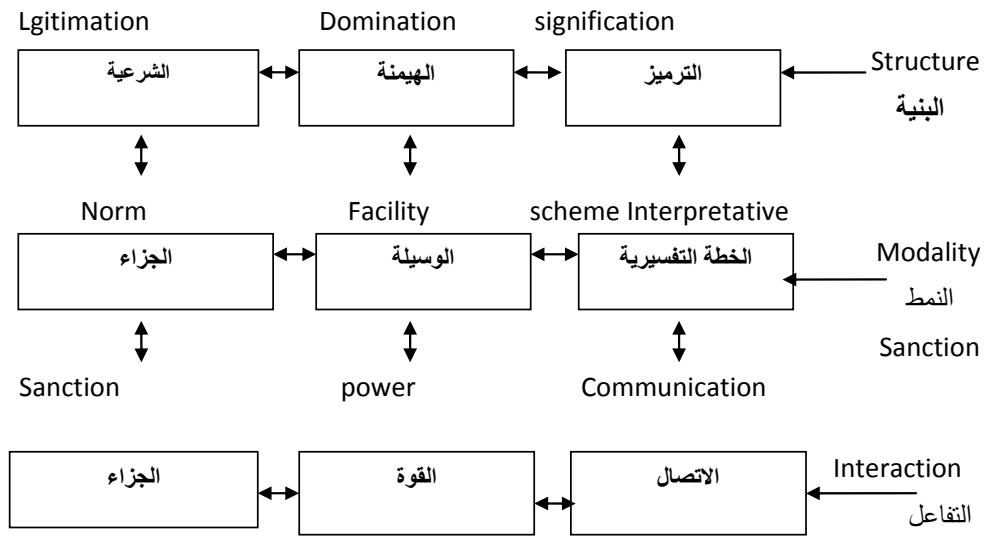 Lgitimation Domination signification
الشرعية الهيمنة الترميز Structure
البنية
Norm Facility scheme Interpretative
الجزاء الوسيلة الخطة التفسيرية Modality
النمط
Sanction
Sanction power Communication
الجزاء القوة الاتصال Interaction
التفاعل